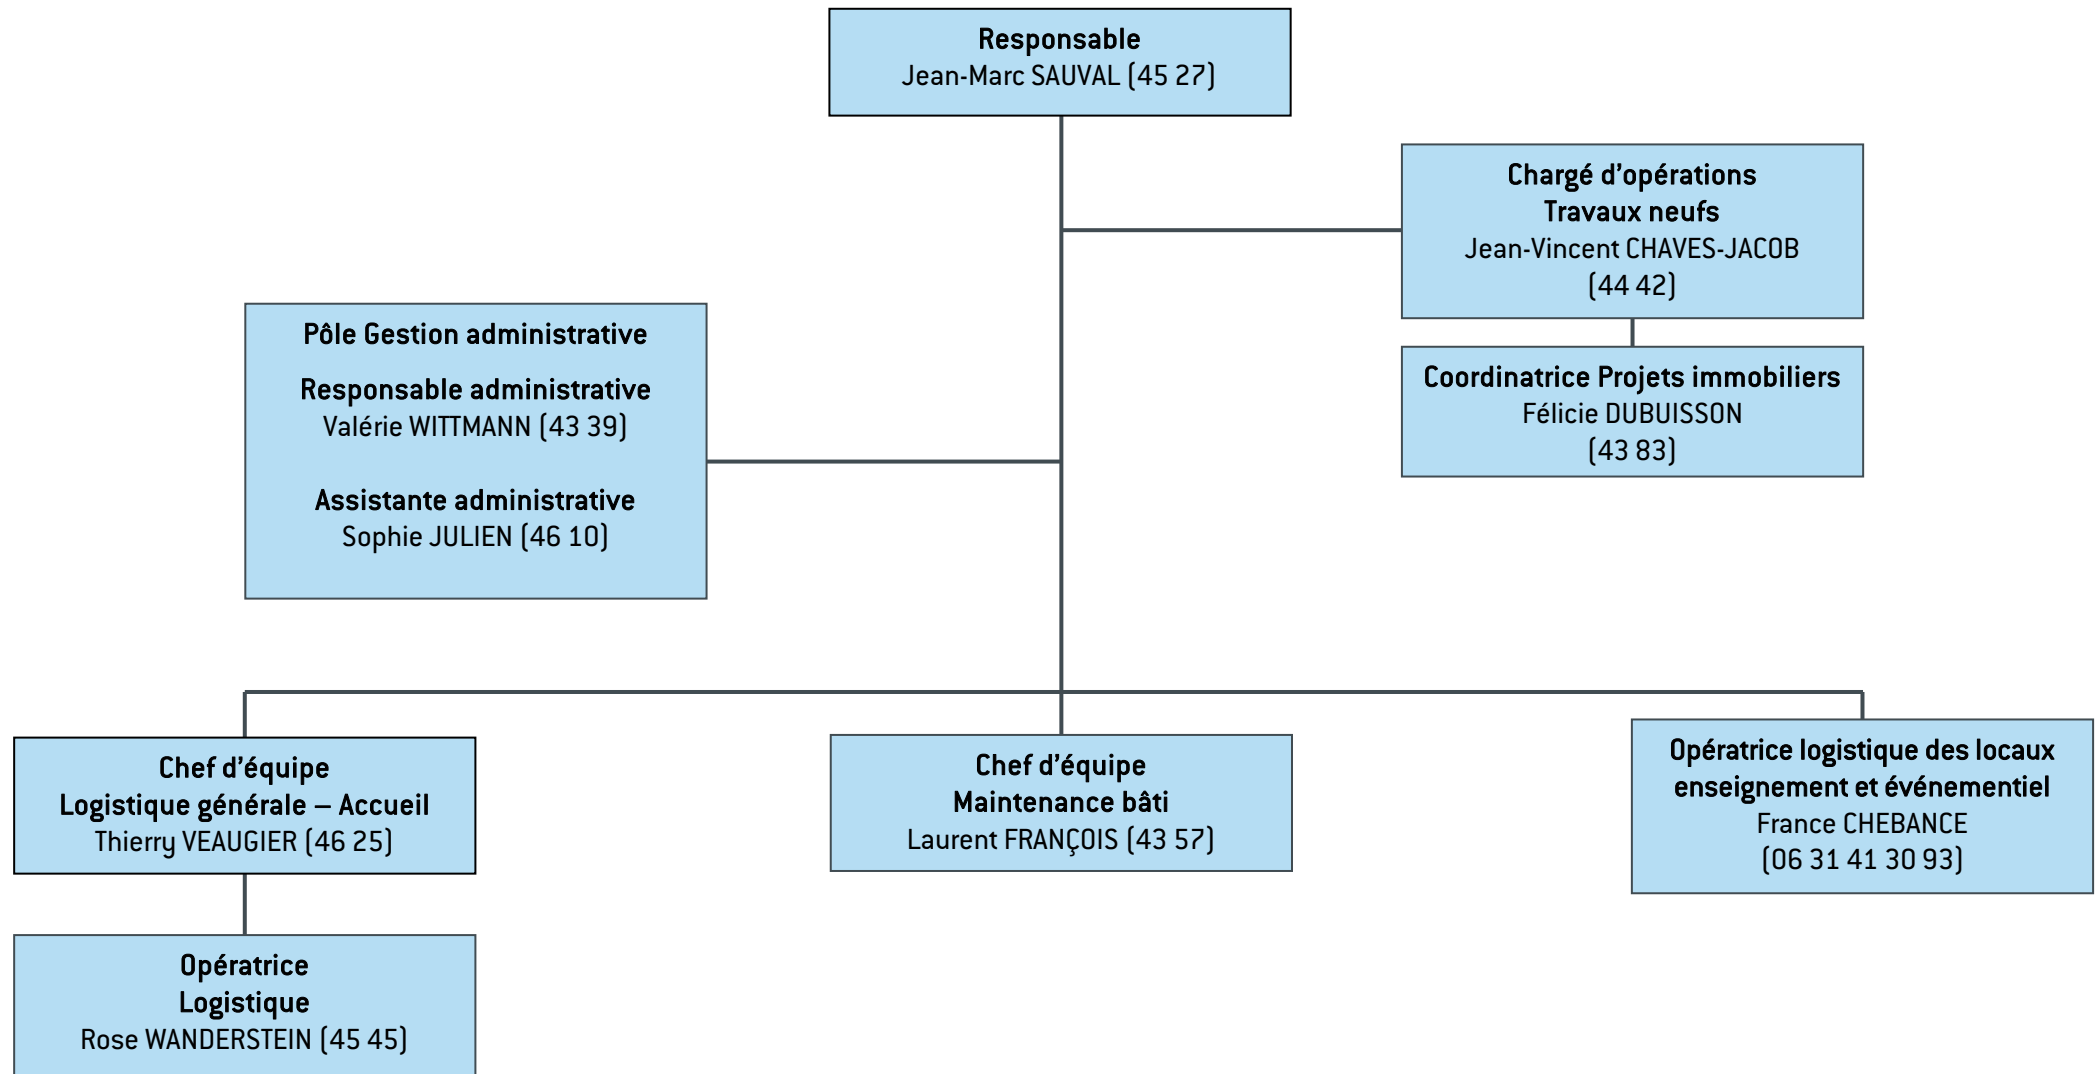 Responsable
Jean-Marc SAUVAL (45 27)
Chargé d’opérations
Travaux neufs
Jean-Vincent CHAVES-JACOB
(44 42)
Coordinatrice Projets immobiliers
Félicie DUBUISSON
(43 83)
Pôle Gestion administrative
Responsable administrative
Valérie WITTMANN (43 39)
Assistante administrative
Sophie JULIEN (46 10)
Chef d’équipe
Logistique générale – Accueil
Thierry VEAUGIER (46 25)
Chef d’équipe
Maintenance bâti
Laurent FRANÇOIS (43 57)
Opératrice logistique des locaux
enseignement et événementiel
France CHEBANCE
(06 31 41 30 93)
Opératrice
Logistique
Rose WANDERSTEIN (45 45)